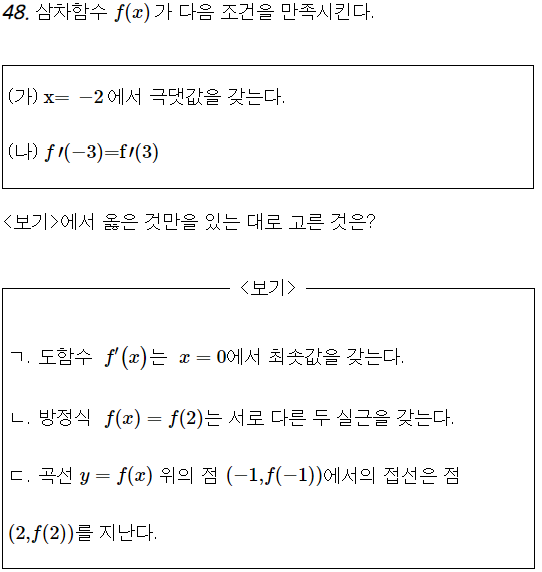 48. 삼차함수 f(x)가 다음 조건을 만족시킨다.
(가) x= −2에서 극댓값을 갖는다.
(나) f′(−3)=f′(3)
<보기>에서 옳은 것만을 있는 대로 고른 것은?
<보기>
ㄱ. 도함수 f′(x)는 x = 0에서 최솟값을 갖는다.
ㄴ. 방정식 f(x) = f(2)는 서로 다른 두 실근을 갖는다.
ㄷ. 곡선 y = f(x) 위의 점 (−1,f(−1))에서의 접선은 점
(2,f(2))를 지난다.